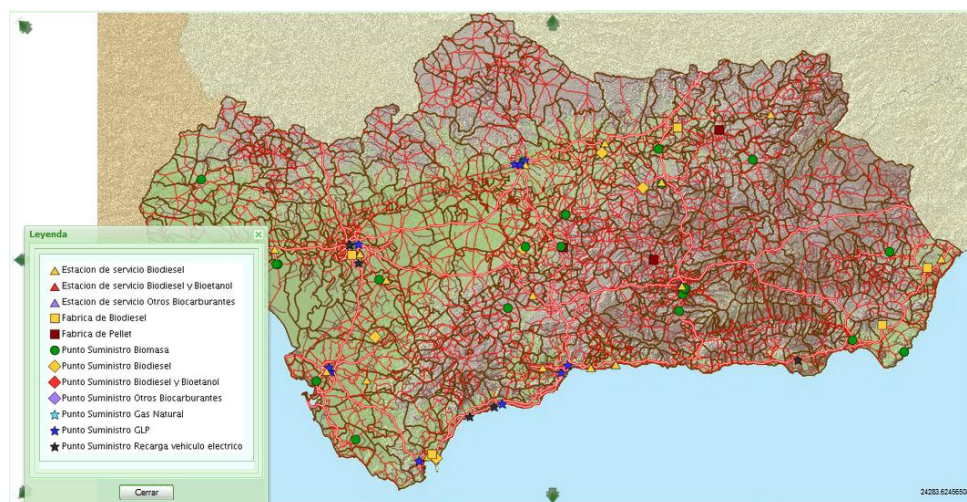 Leyenda
Estacion de servicio Biodiesel
Estacion de servicio Biodiesel y Bioetanol
Estacion de servicio Otros Biocarburantes
Fabrica de Biodiesel
Fabrica de Pellet
Punto Suministro Biomasa
Punto Suministro Biodiesel
Punto Suministro Biodiesel y Bioetanol
Punto Suministro Otros Biocarburantes
Punto Suministro Gas Natural
Punto Suministro GLP
Punto Suministro Recarga vehiculo electrico
Cerrar
24283.6245650